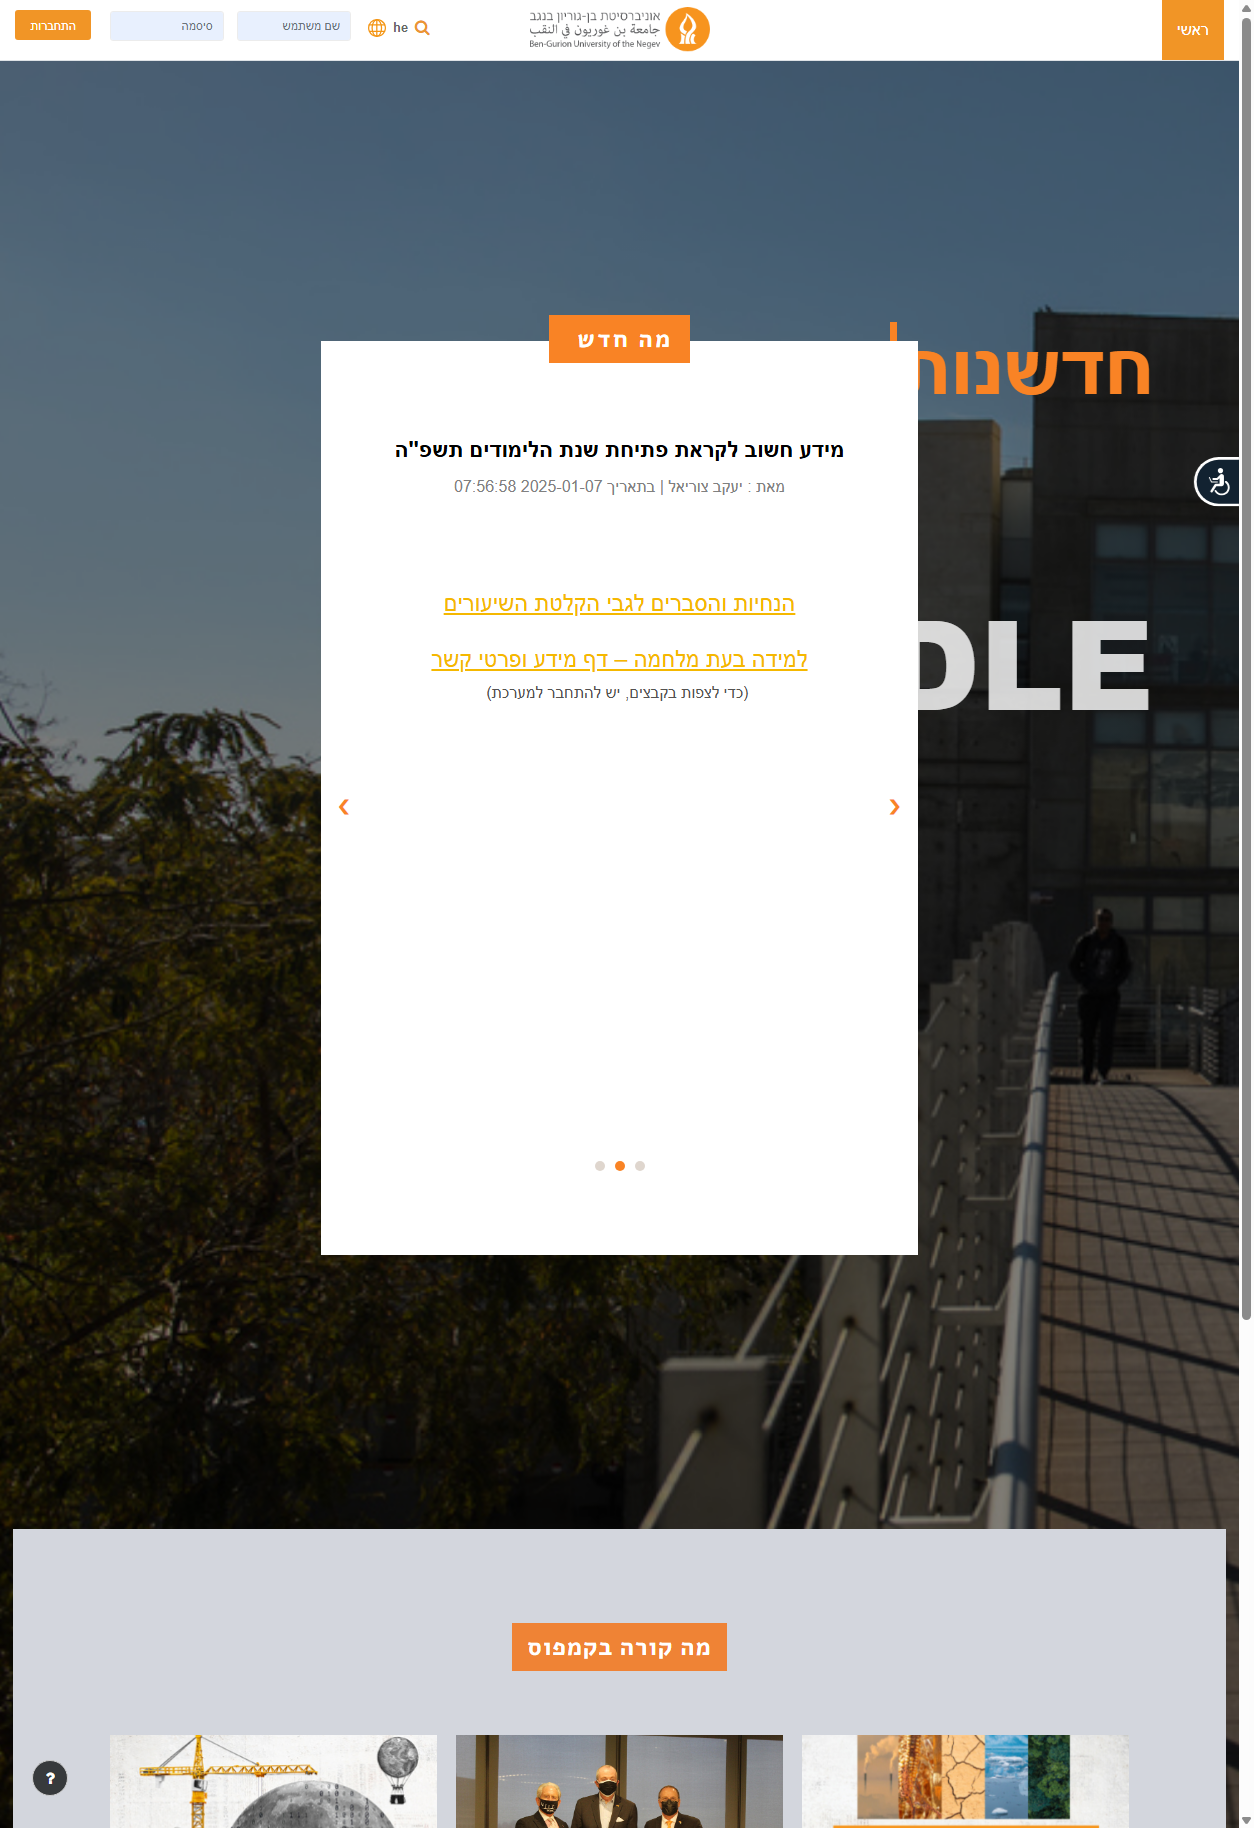 ראשי
אוניברסיטת בן-גוריון בנגב
جامعة بن غوريون في النقب
Ben-Gurion University of the Negev
he
שם משתמש
סיסמה
התחברות
חדשנות
DLE
מה חדש
מידע חשוב לקראת פתיחת שנת הלימודים תשפ"ה
מאת : יעקב צוריאל | בתאריך 2025-01-07 07:56:58
הנחיות והסברים לגבי הקלטת השיעורים
למידה בעת מלחמה – דף מידע ופרטי קשר
(כדי לצפות בקבצים, יש להתחבר למערכת)
מה קורה בקמפוס
?